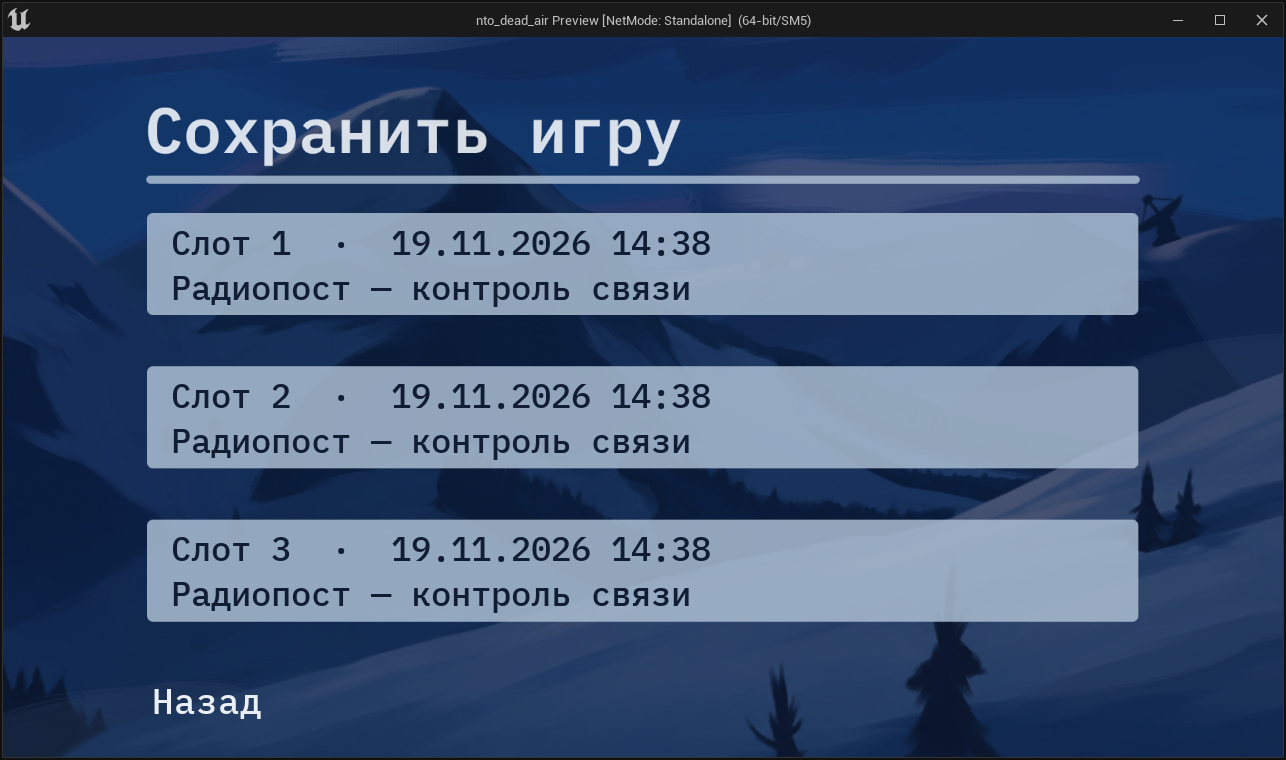 nto_dead_air Preview [NetMode: Standalone] (64-bit/SM5)
Сохранить игру
Слот 1 · 19.11.2026 14:38
Радиопост — контроль связи
Слот 2 · 19.11.2026 14:38
Радиопост — контроль связи
Слот 3 · 19.11.2026 14:38
Радиопост — контроль связи
Назад